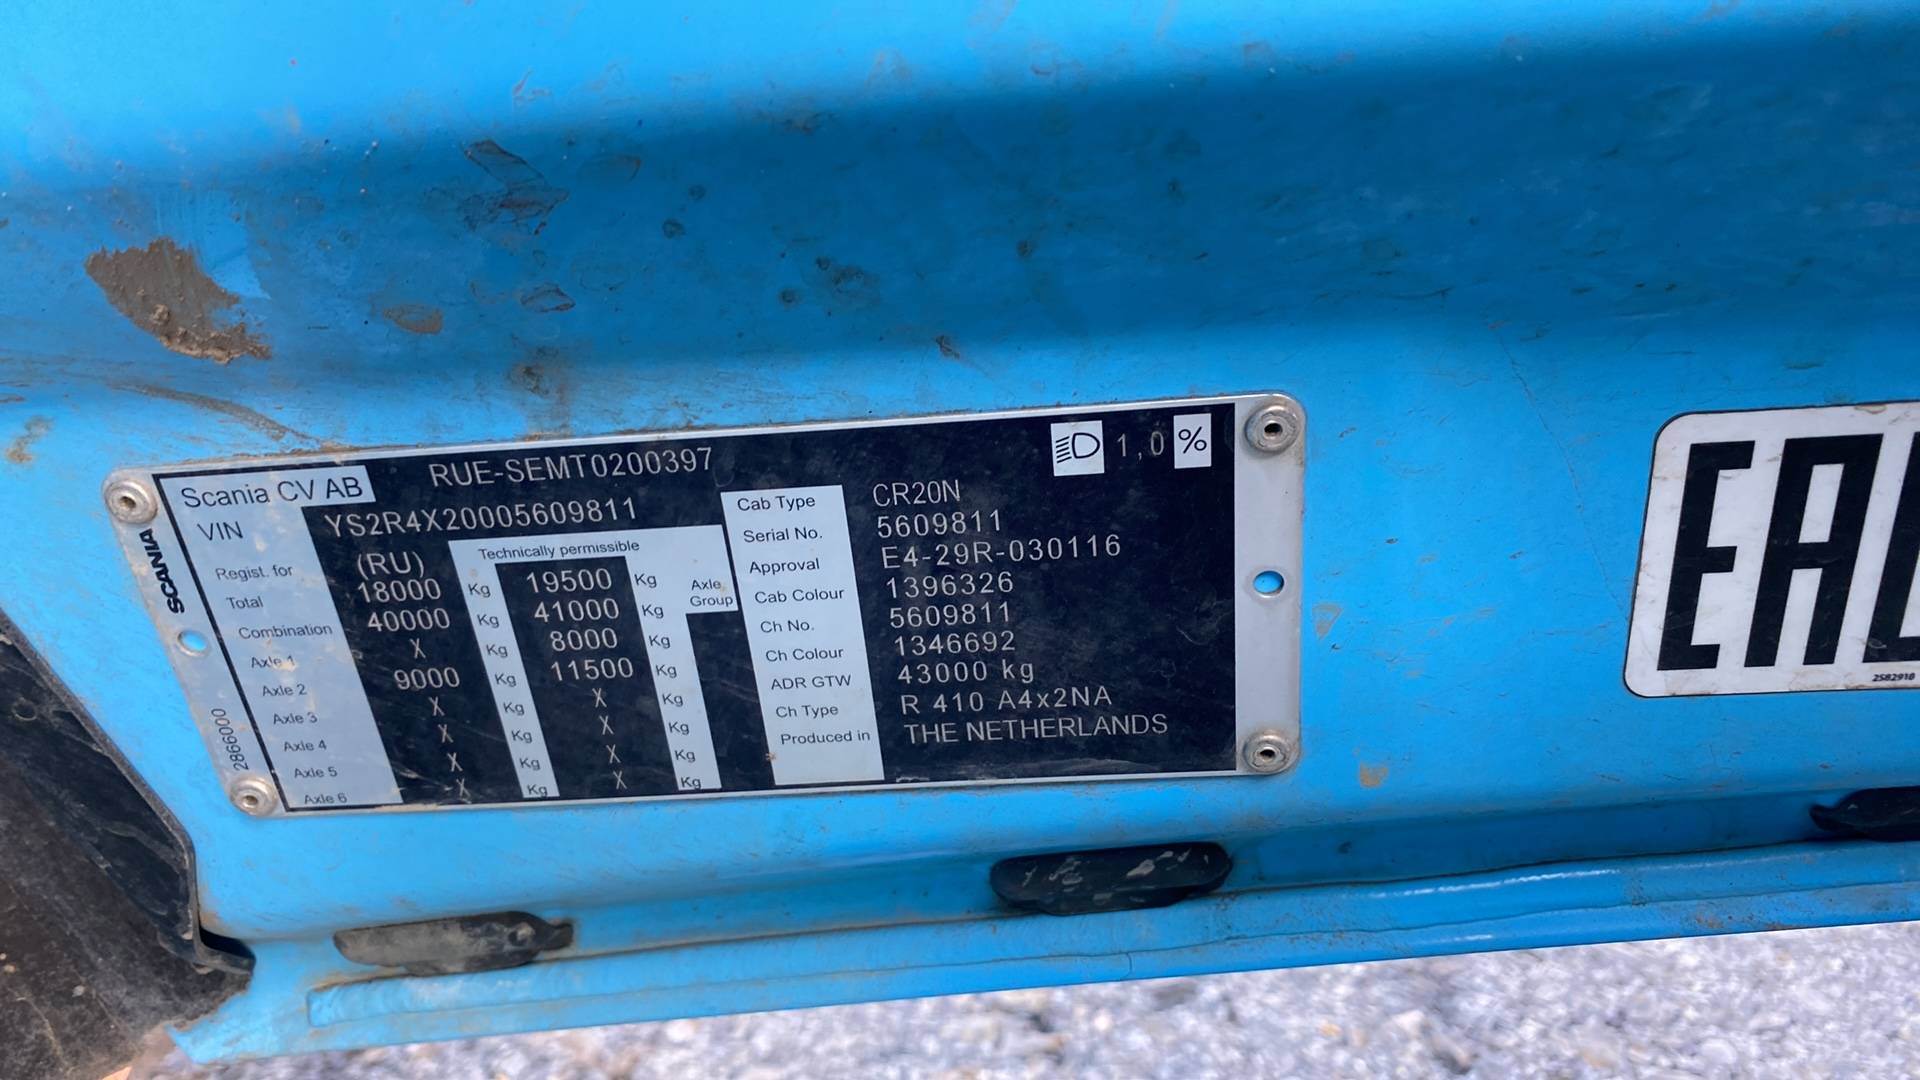 Scania CV AB RUE-SEMT0200397 1,0 %
VIN YS2R4X20005609811
Regist. for (RU) Technically permissible
Total 18000 Kg 19500 Kg Axle Group
Combination 40000 Kg 41000 Kg
Axle 1 X Kg 8000 Kg
Axle 2 9000 Kg 11500 Kg
Axle 3 X Kg X Kg
Axle 4 X Kg X Kg
Axle 5 X Kg X Kg
Axle 6 X Kg X Kg
Cab Type CR20N
Serial No. 5609811
Approval E4-29R-030116
Cab Colour 1396326
Ch No. 5609811
Ch Colour 1346692
ADR GTW 43000 kg
Ch Type R 410 A4x2NA
Produced in THE NETHERLANDS
SCANIA
2866000
EAC
2582910